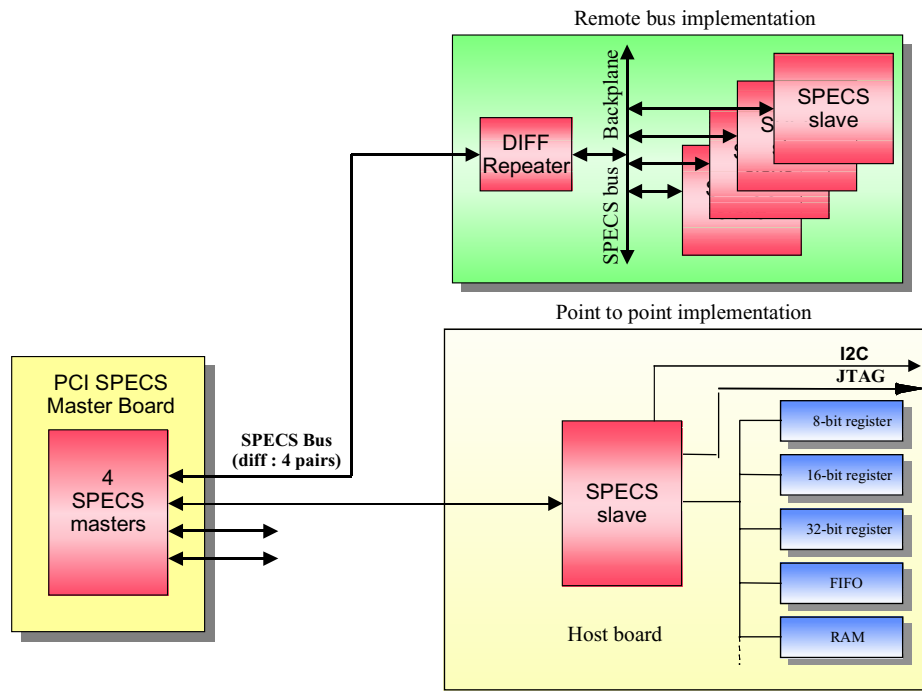 Remote bus implementation
DIFF
Repeater
SPECS bus Backplane
SPECS
slave
Point to point implementation
I2C
JTAG
PCI SPECS
Master Board
4
SPECS
masters
SPECS Bus
(diff : 4 pairs)
SPECS
slave
8-bit register
16-bit register
32-bit register
FIFO
RAM
Host board